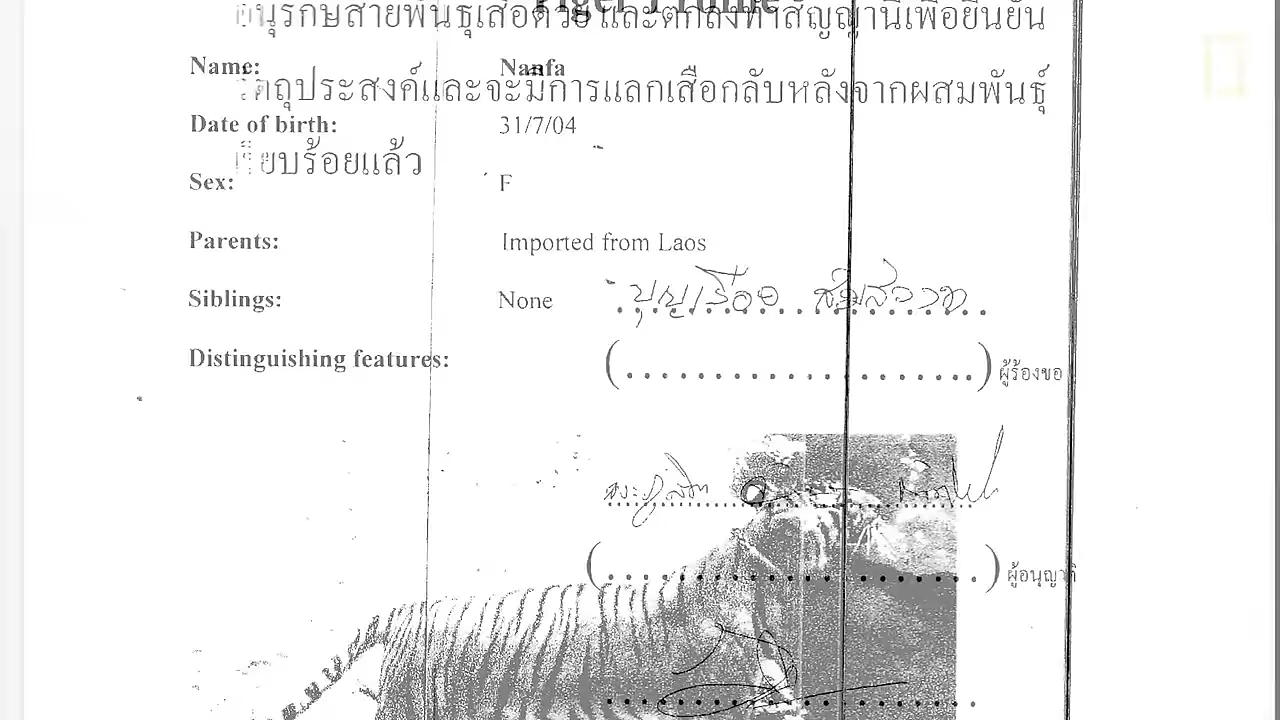 อนุรักษ์สายพันธุ์เสือด้วย และตกลงทำสัญญานี้เพื่อยืนยัน
Name: Nanfa
วัตถุประสงค์และจะมีการแลกเสือกลับหลังจากผสมพันธุ์
Date of birth: 31/7/04
เรียบร้อยแล้ว
Sex: F
Parents: Imported from Laos
Siblings: None
Distinguishing features:
(....................) ผู้ร้องขอ
(....................) ผู้อนุญาต